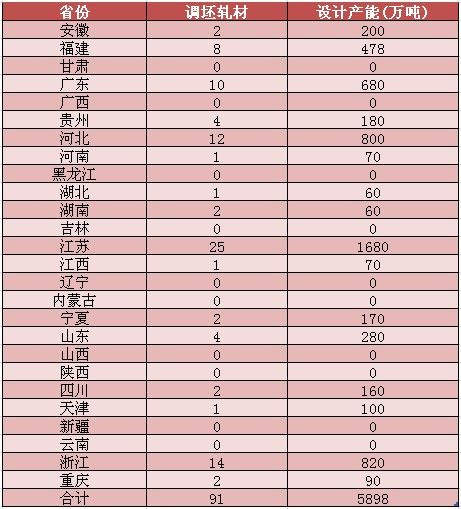 省份 调坯轧材 设计产能(万吨)
安徽 2 200
福建 8 478
甘肃 0 0
广东 10 680
广西 0 0
贵州 4 180
河北 12 800
河南 1 70
黑龙江 0 0
湖北 1 60
湖南 2 60
吉林 0 0
江苏 25 1680
江西 1 70
辽宁 0 0
内蒙古 0 0
宁夏 2 170
山东 4 280
山西 0 0
陕西 0 0
四川 2 160
天津 1 100
新疆 0 0
云南 0 0
浙江 14 820
重庆 2 90
合计 91 5898